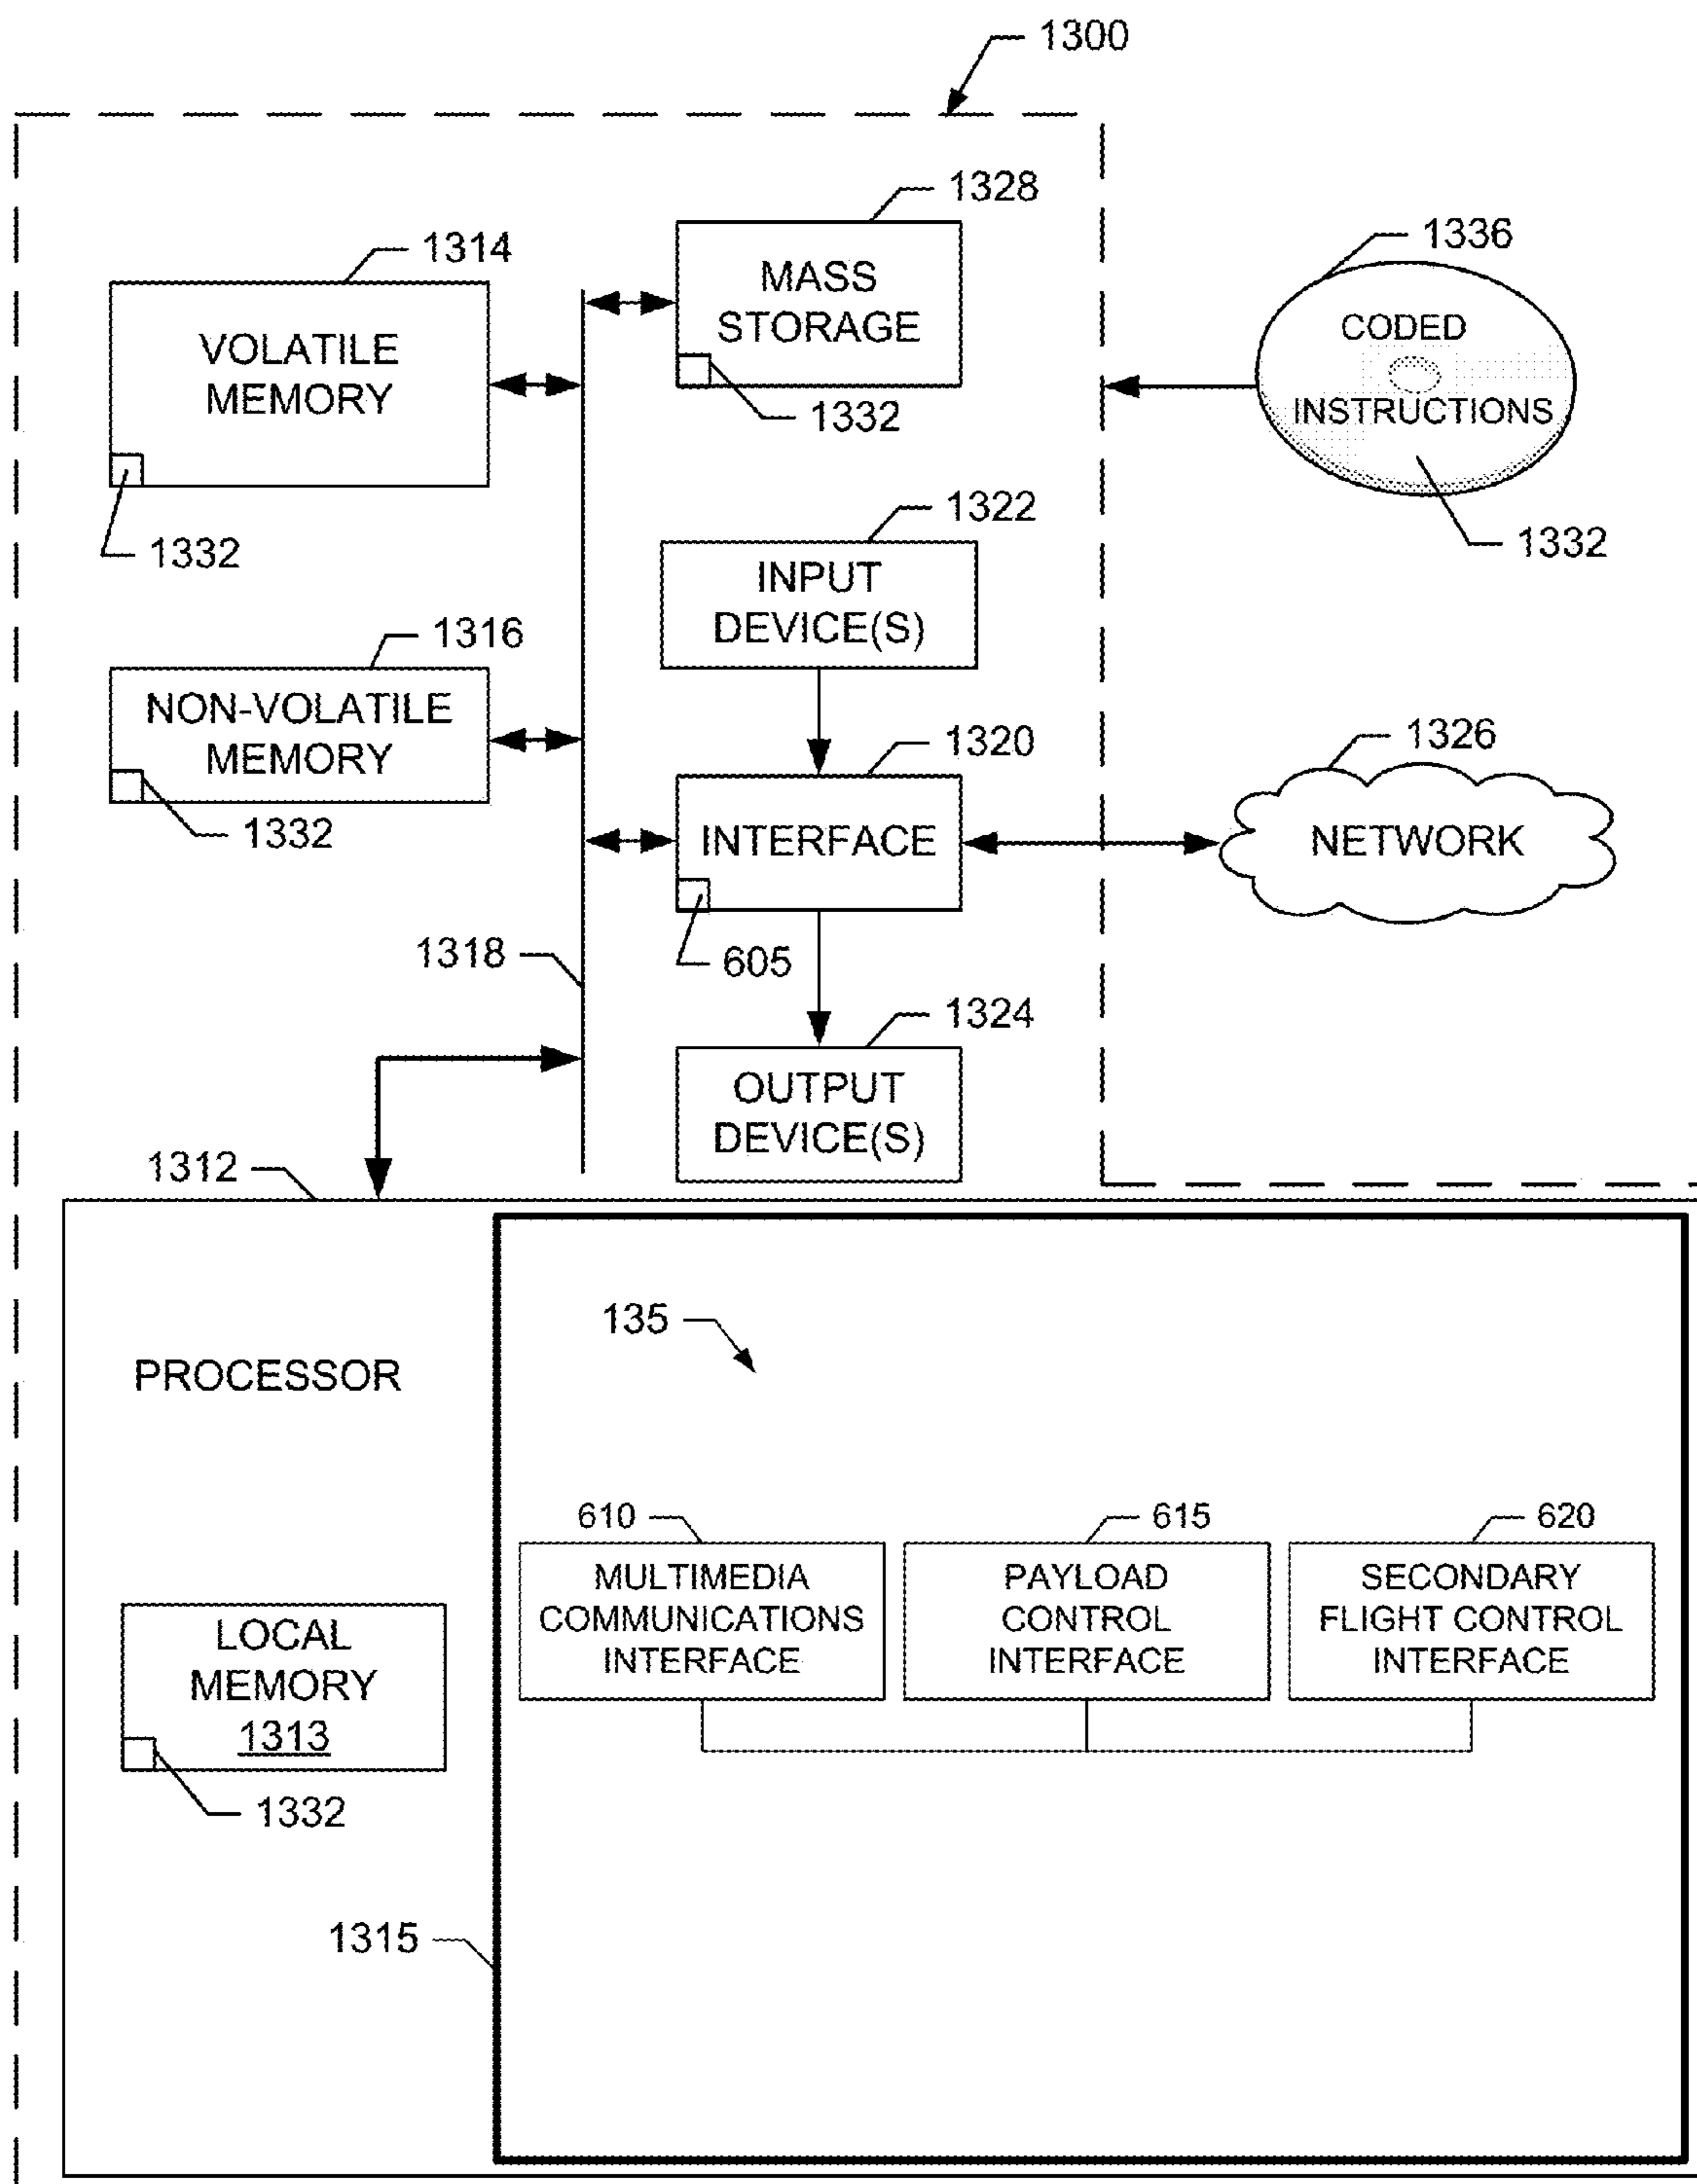 1300
1328
MASS
STORAGE
1332
1314
VOLATILE
MEMORY
1332
1336
CODED
INSTRUCTIONS
1332
1322
INPUT
DEVICE(S)
1316
NON-VOLATILE
MEMORY
1332
1320
INTERFACE
605
1326
NETWORK
1318
1324
OUTPUT
DEVICE(S)
1312
PROCESSOR
135
610
MULTIMEDIA
COMMUNICATIONS
INTERFACE
615
PAYLOAD
CONTROL
INTERFACE
620
SECONDARY
FLIGHT CONTROL
INTERFACE
LOCAL
MEMORY
1313
1332
1315